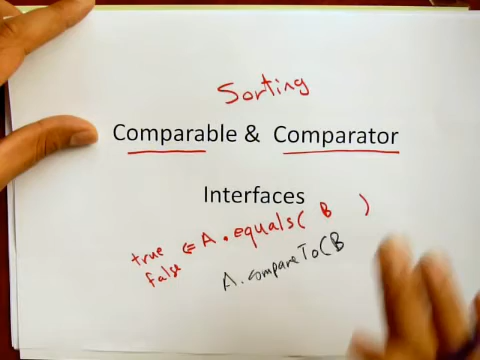 Sorting
Comparable & Comparator
Interfaces
true ⇐ A.equals( B )
false
A.compareTo(B